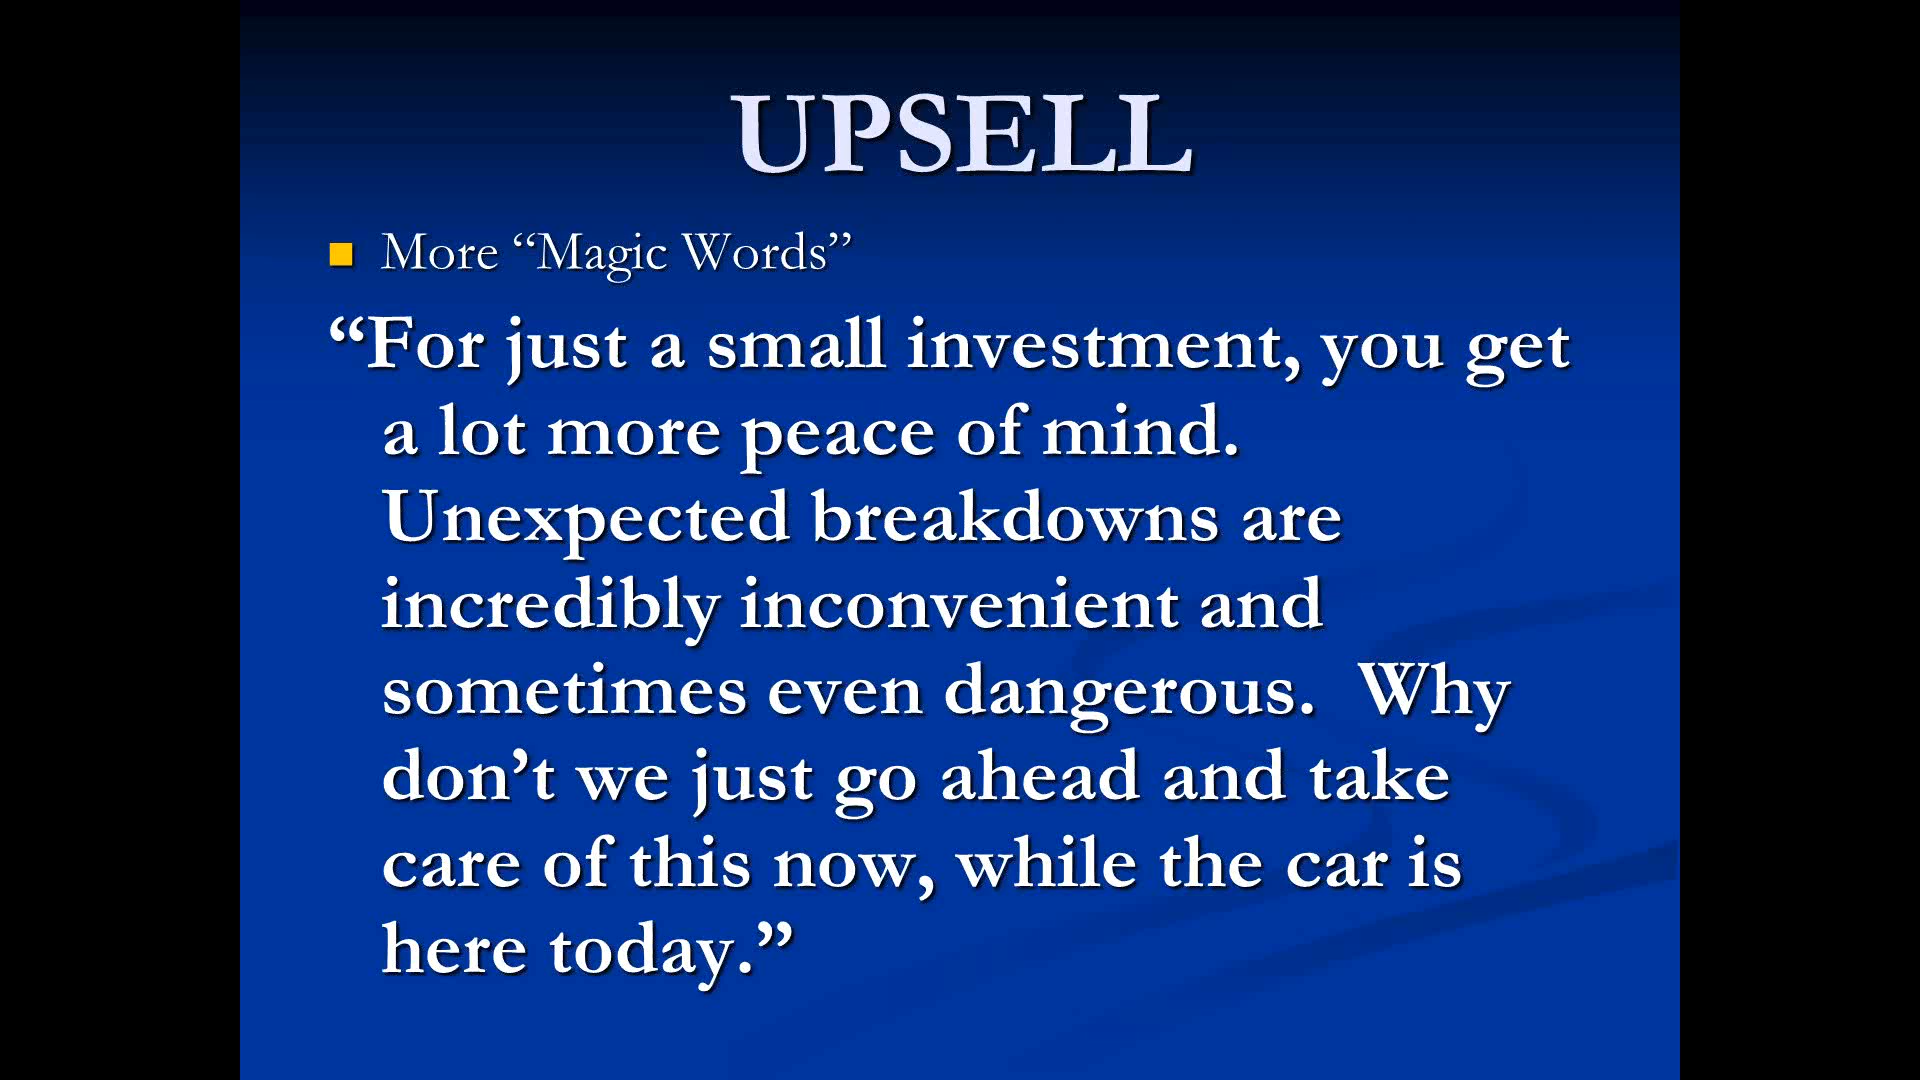 UPSELL
More “Magic Words”
“For just a small investment, you get
a lot more peace of mind.
Unexpected breakdowns are
incredibly inconvenient and
sometimes even dangerous.  Why
don’t we just go ahead and take
care of this now, while the car is
here today.”